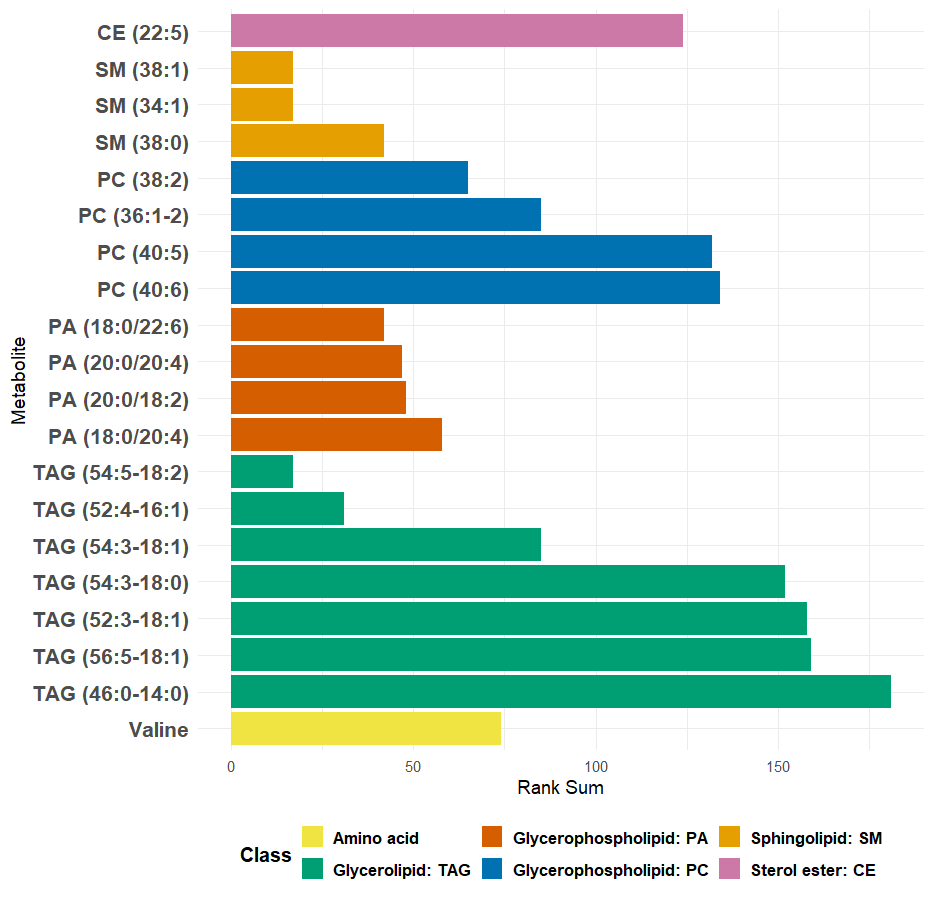 CE (22:5)
SM (38:1)
SM (34:1)
SM (38:0)
PC (38:2)
PC (36:1-2)
PC (40:5)
PC (40:6)
PA (18:0/22:6)
PA (20:0/20:4)
PA (20:0/18:2)
PA (18:0/20:4)
TAG (54:5-18:2)
TAG (52:4-16:1)
TAG (54:3-18:1)
TAG (54:3-18:0)
TAG (52:3-18:1)
TAG (56:5-18:1)
TAG (46:0-14:0)
Valine
Metabolite
0 50 100 150
Rank Sum
Class
Amino acid
Glycerolipid: TAG
Glycerophospholipid: PA
Glycerophospholipid: PC
Sphingolipid: SM
Sterol ester: CE